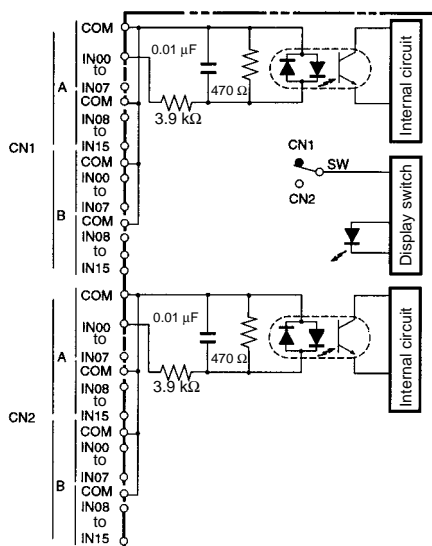 CN1
A
COM
IN00
to
IN07
COM
IN08
to
IN15
B
COM
IN00
to
IN07
COM
IN08
to
IN15
0.01 μF
470 Ω
3.9 kΩ
Internal circuit
CN1
SW
CN2
Display switch
CN2
A
COM
IN00
to
IN07
COM
IN08
to
IN15
B
COM
IN00
to
IN07
COM
IN08
to
IN15
0.01 μF
470 Ω
3.9 kΩ
Internal circuit